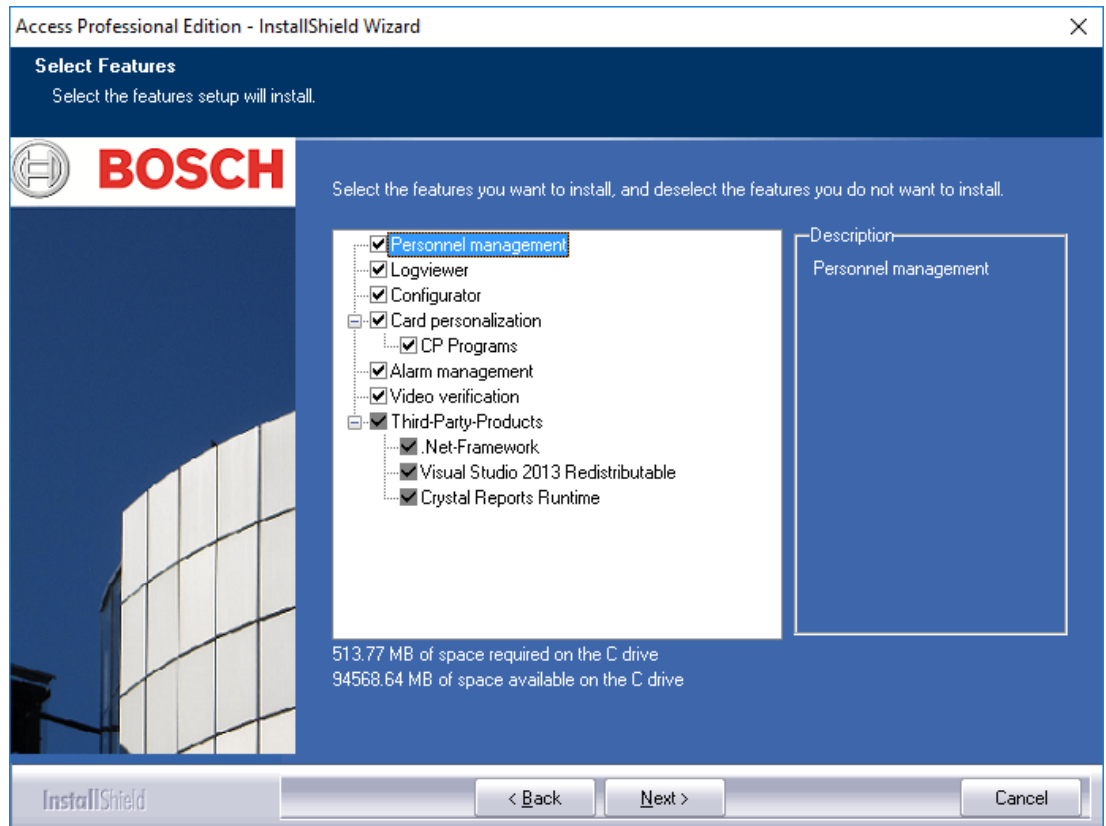 Access Professional Edition - InstallShield Wizard
Select Features
Select the features setup will install.
BOSCH
Select the features you want to install, and deselect the features you do not want to install.
Personnel management
Logviewer
Configurator
Card personalization
CP Programs
Alarm management
Video verification
Third-Party-Products
.Net-Framework
Visual Studio 2013 Redistributable
Crystal Reports Runtime
Description
Personnel management
513.77 MB of space required on the C drive
94568.64 MB of space available on the C drive
InstallShield
< Back
Next >
Cancel